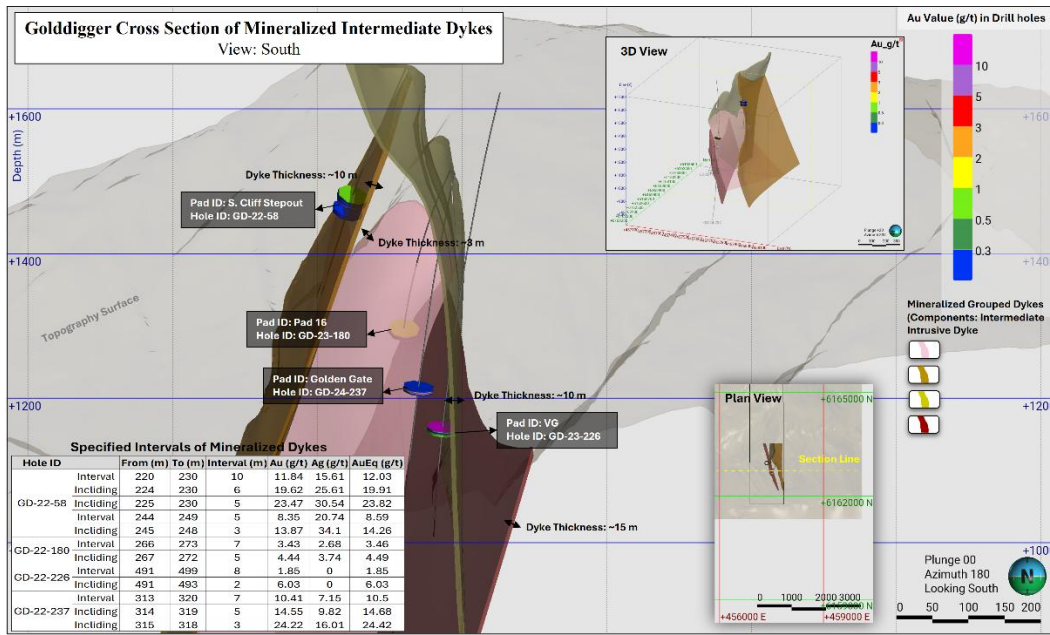 Golddigger Cross Section of Mineralized Intermediate Dykes
View: South
Depth (m)
+1600
+1400
+1200
Topography Surface
Dyke Thickness: ~10 m
Pad ID: S. Cliff Stepout
Hole ID: GD-22-58
Dyke Thickness: ~3 m
Pad ID: Pad 16
Hole ID: GD-23-180
Pad ID: Golden Gate
Hole ID: GD-24-237
Dyke Thickness: ~10 m
Pad ID: VG
Hole ID: GD-23-226
Dyke Thickness: ~15 m
Specified Intervals of Mineralized Dykes
Hole ID From (m) To (m) Interval (m) Au (g/t) Ag (g/t) AuEq (g/t)
GD-22-58
Interval 220 230 10 11.84 15.61 12.03
Incliding 224 230 6 19.62 25.61 19.91
Incliding 225 230 5 23.47 30.54 23.82
Interval 244 249 5 8.35 20.74 8.59
Incliding 245 248 3 13.87 34.1 14.26
GD-22-180
Interval 266 273 7 3.43 2.68 3.46
Incliding 267 272 5 4.44 3.74 4.49
GD-22-226
Interval 491 499 8 1.85 0 1.85
Incliding 491 493 2 6.03 0 6.03
GD-22-237
Interval 313 320 7 10.41 7.15 10.5
Incliding 314 319 5 14.55 9.82 14.68
Incliding 315 318 3 24.22 16.01 24.42
3D View
Au_g/t
Plunge
Azimuth
Au Value (g/t) in Drill holes
10
5
3
2
1
0.5
0.3
Mineralized Grouped Dykes
(Components: Intermediate
Intrusive Dyke
Plan View
+6165000 N
Section Line
+6162000 N
+6159000 N
0 1000 2000 3000
+456000 E
+459000 E
Plunge 00
Azimuth 180
Looking South
0 50 100 150 200